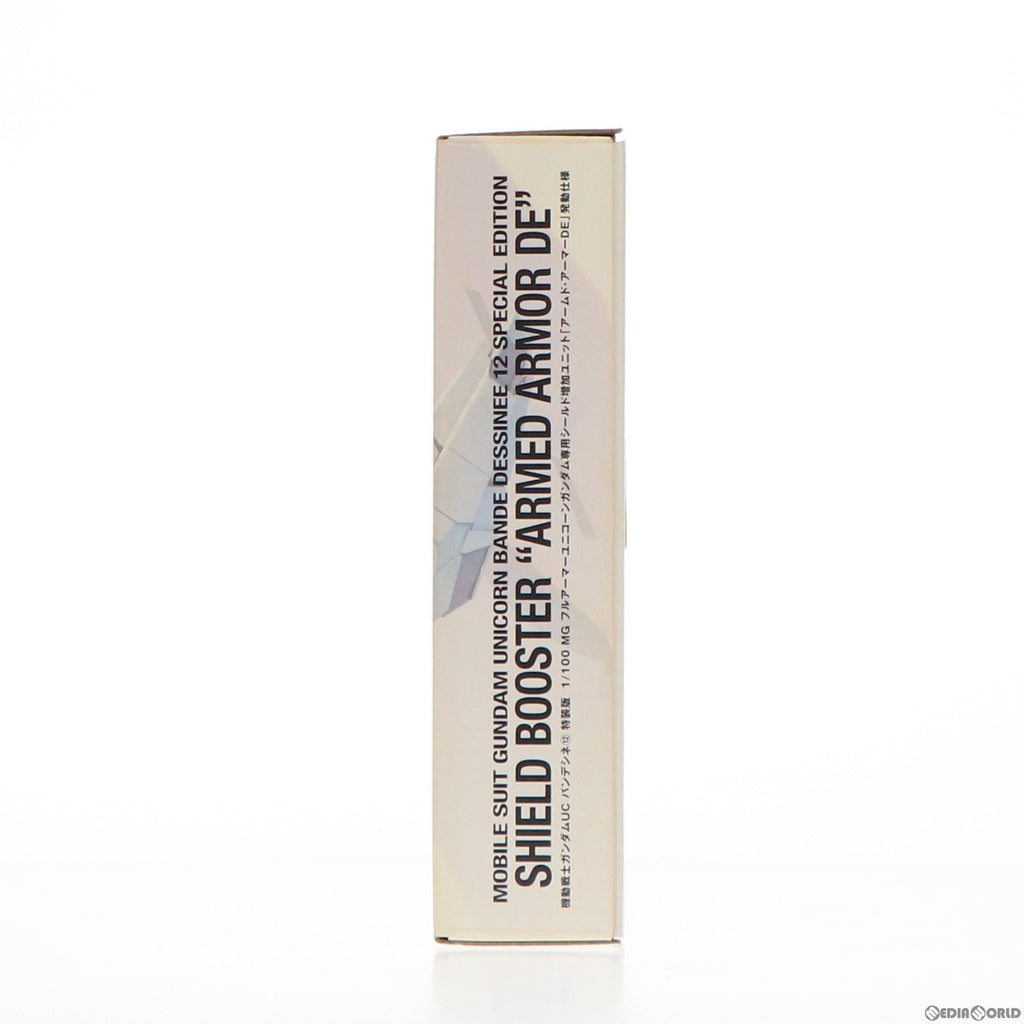 MOBILE SUIT GUNDAM UNICORN BANDE DESSINEE 12 SPECIAL EDITION
SHIELD BOOSTER “ARMED ARMOR DE”
機動戦士ガンダムUC バンデシネ⑫ 特装版 1/100 MG フルアーマーユニコーンガンダム専用シールド増加ユニット「アームド・アーマーDE」発動仕様
MEDIAWORLD